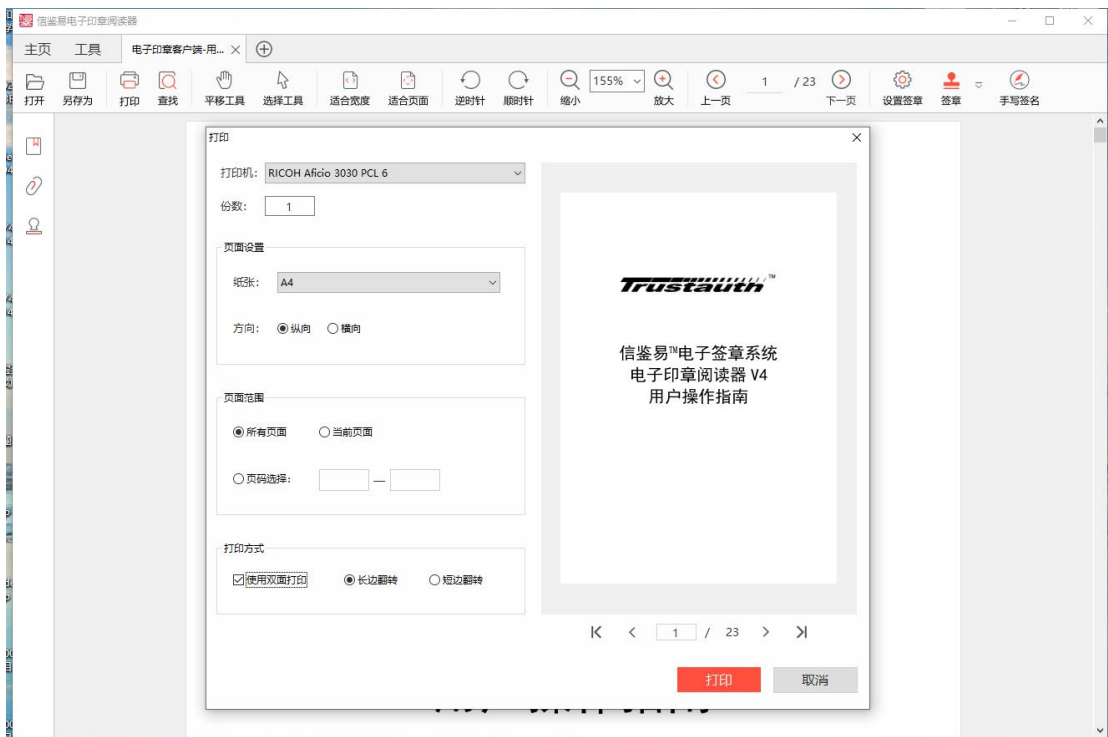 信鉴易电子印章阅读器
主页 工具 电子印章客户端-用...
打开 另存为 打印 查找 平移工具 选择工具 适合宽度 适合页面 逆时针 顺时针 缩小 155% 放大 上一页 1 / 23 下一页 设置签章 签章 手写签名
打印
打印机: RICOH Aficio 3030 PCL 6
份数: 1
页面设置
纸张: A4
方向: 纵向 横向
页面范围
所有页面 当前页面
页码选择: —
打印方式
使用双面打印 长边翻转 短边翻转
Trustauth™
信鉴易™电子签章系统
电子印章阅读器 V4
用户操作指南
1 / 23
打印 取消